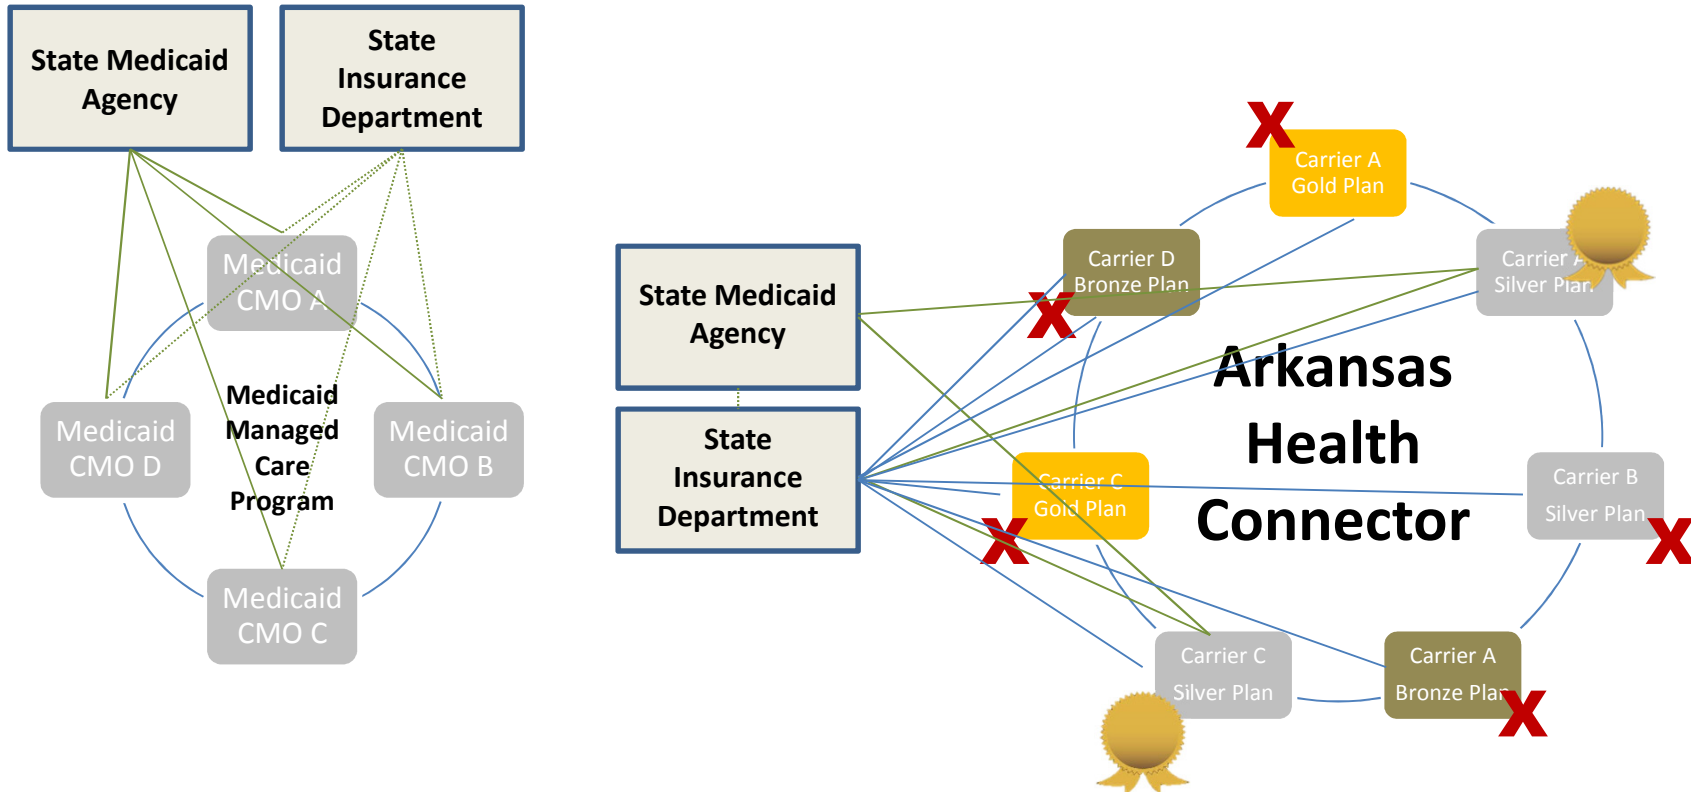 State Medicaid
Agency
State
Insurance
Department
Medicaid
CMO A
Medicaid
CMO D
Medicaid
Managed
Care
Program
Medicaid
CMO B
Medicaid
CMO C
State Medicaid
Agency
State
Insurance
Department
X
Carrier A
Gold Plan
Carrier D
Bronze Plan
X
Carrier A
Silver Plan
Arkansas
Health
Connector
Carrier C
Gold Plan
X
Carrier B
Silver Plan
X
Carrier C
Silver Plan
Carrier A
Bronze Plan
X